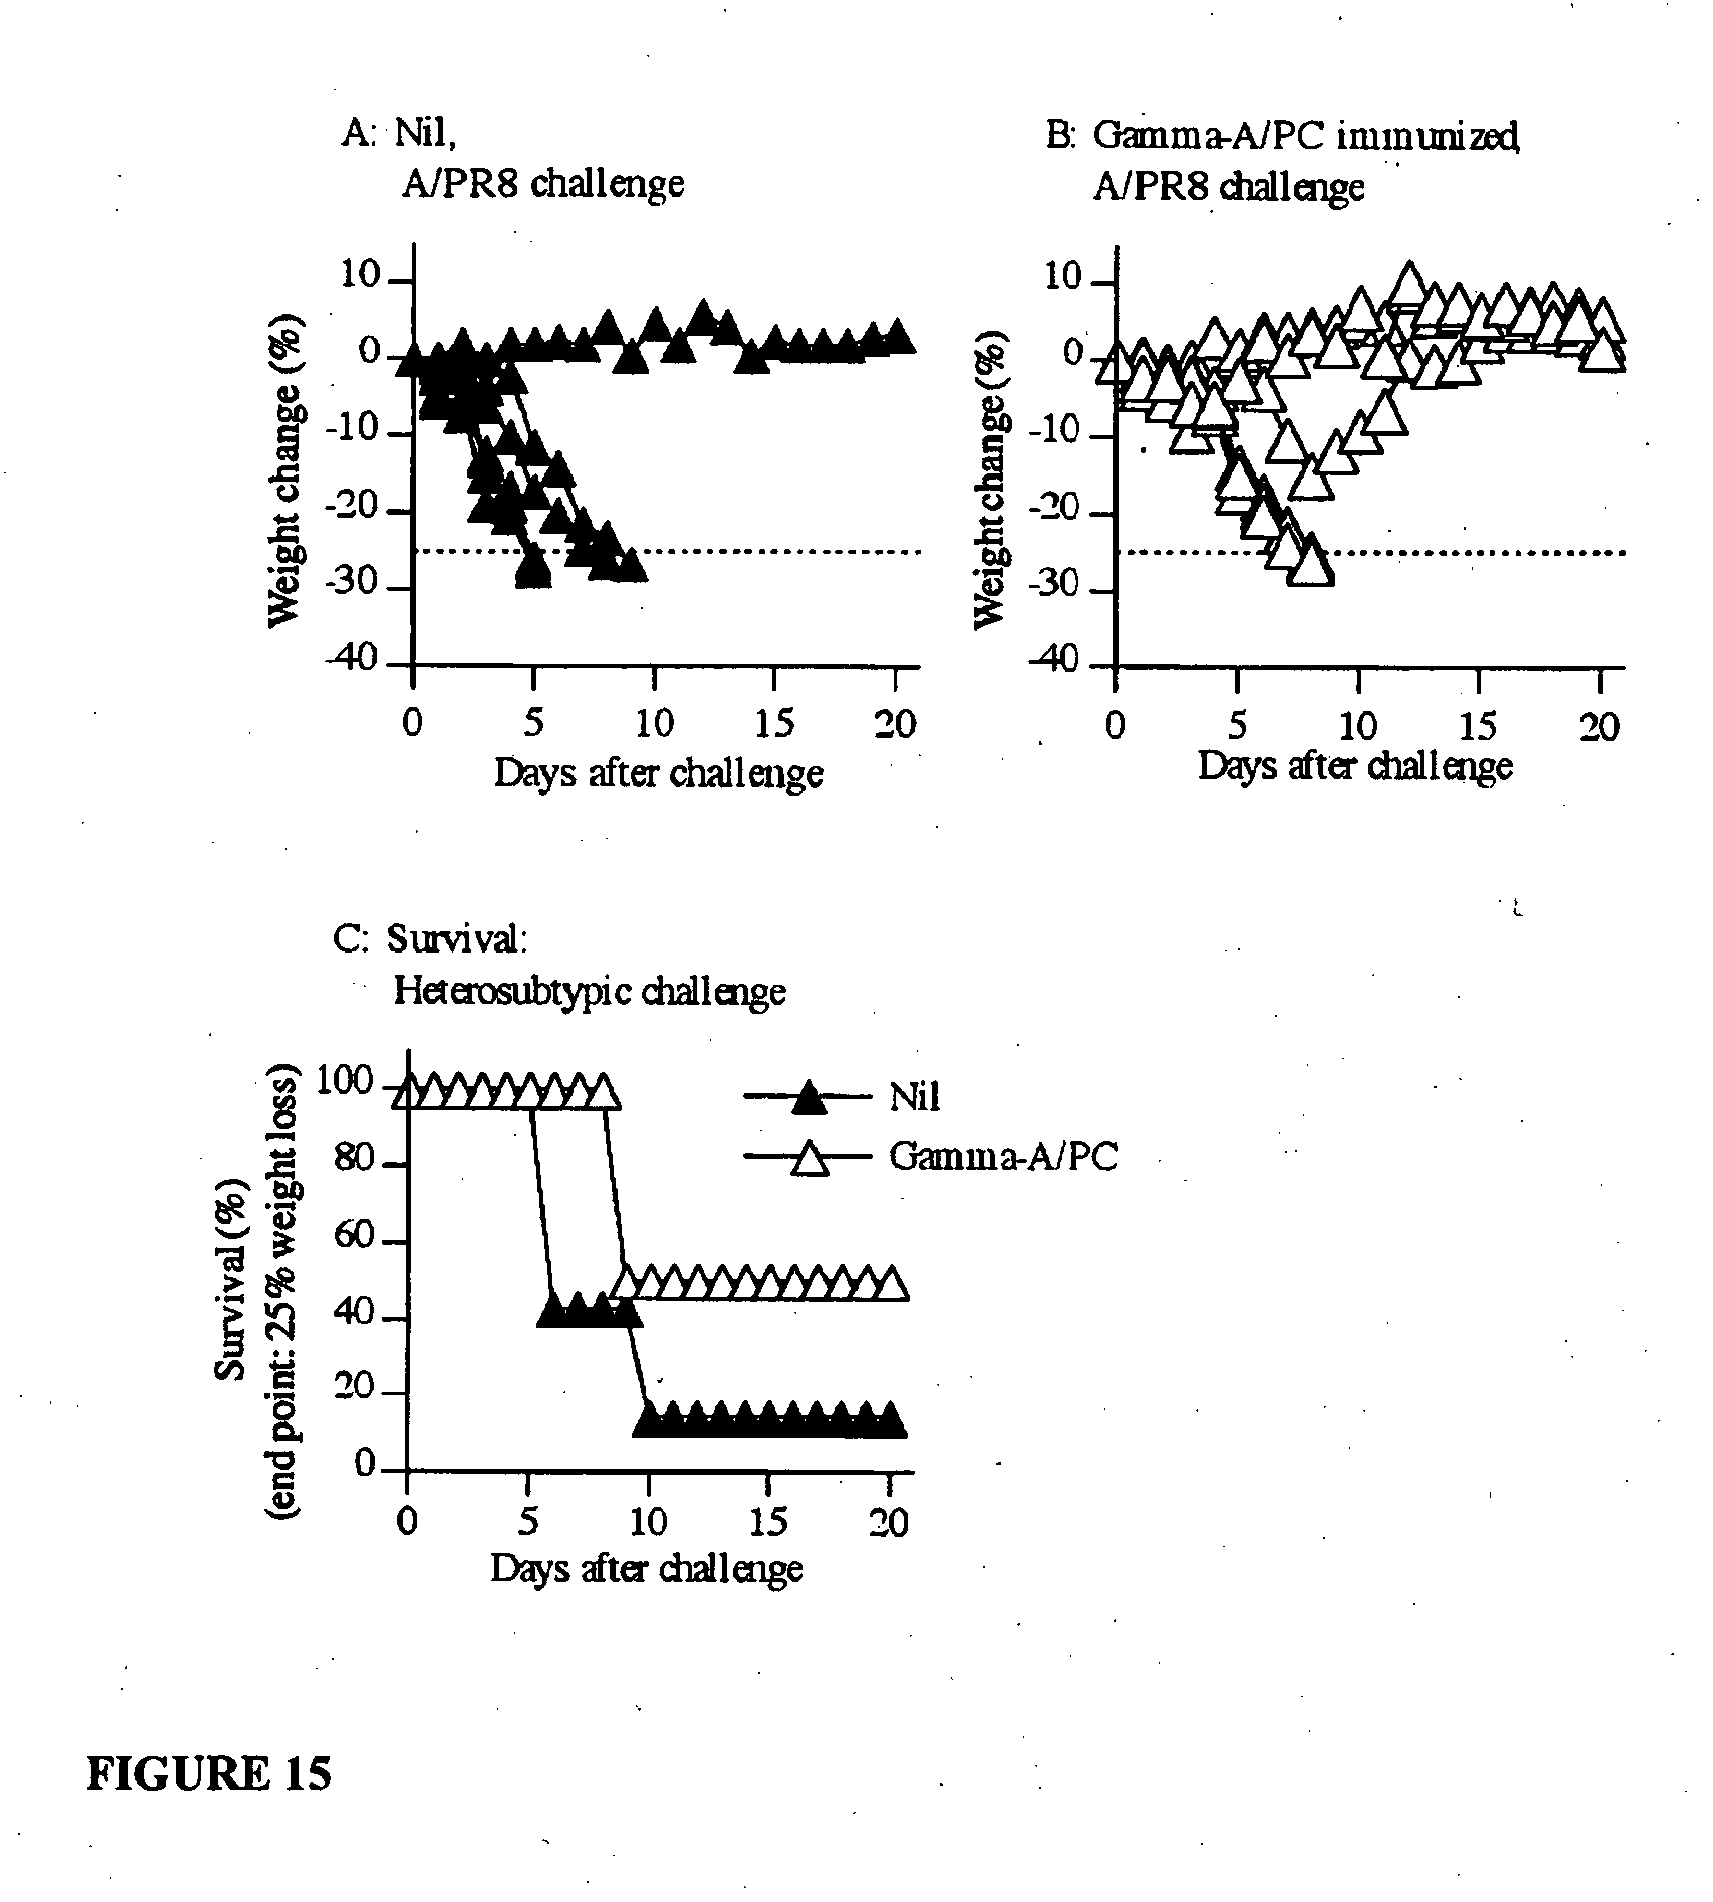 A: Nil,
A/PR8 challenge
B: Gamma-A/PC immunized,
A/PR8 challenge
Weight change (%)
10
0
-10
-20
-30
-40
0 5 10 15 20
Days after challenge
Weight change (%)
10
0
-10
-20
-30
-40
0 5 10 15 20
Days after challenge
C: Survival:
Heterosubtypic challenge
Survival (%)
(end point: 25% weight loss)
100
80
60
40
20
0
Nil
Gamma-A/PC
0 5 10 15 20
Days after challenge
FIGURE 15